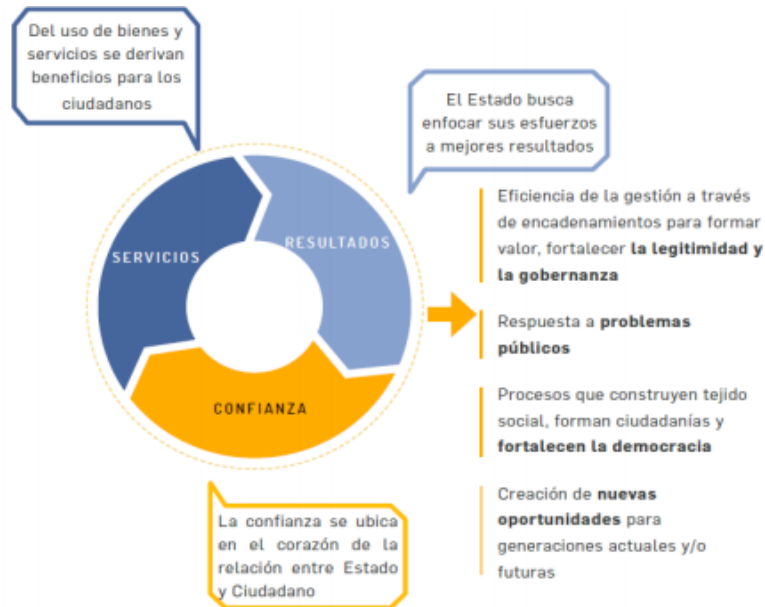 Del uso de bienes y
servicios se derivan
beneficios para los
ciudadanos
El Estado busca
enfocar sus esfuerzos
a mejores resultados
SERVICIOS
RESULTADOS
CONFIANZA
Eficiencia de la gestión a través
de encadenamientos para formar
valor, fortalecer la legitimidad y
la gobernanza
Respuesta a problemas
públicos
Procesos que construyen tejido
social, forman ciudadanías y
fortalecen la democracia
Creación de nuevas
oportunidades para
generaciones actuales y/o
futuras
La confianza se ubica
en el corazón de la
relación entre Estado
y Ciudadano